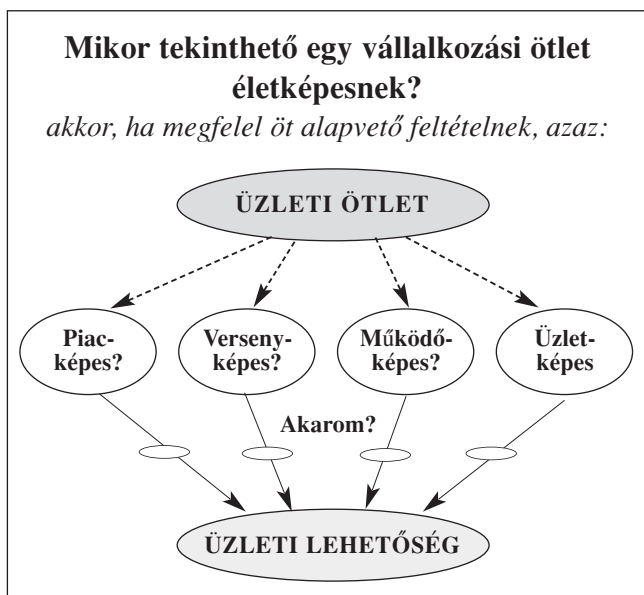 Mikor tekinthető egy vállalkozási ötlet
életképesnek?
akkor, ha megfelel öt alapvető feltételnek, azaz:
ÜZLETI ÖTLET
Piac-
képes?
Verseny-
képes?
Működő-
képes?
Üzlet-
képes
Akarom?
ÜZLETI LEHETŐSÉG